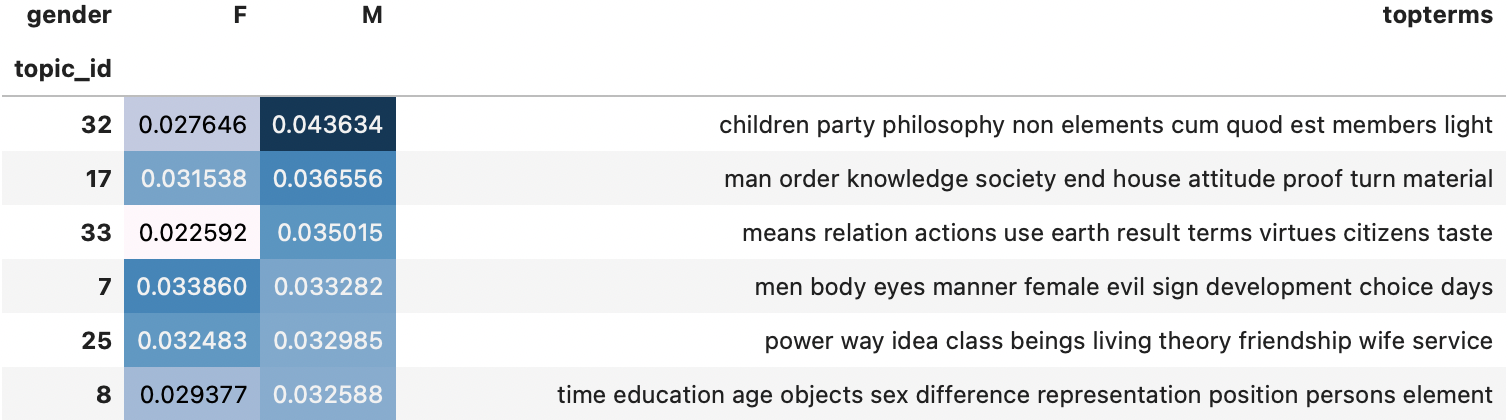 gender F M topterms
topic_id
32 0.027646 0.043634 children party philosophy non elements cum quod est members light
17 0.031538 0.036556 man order knowledge society end house attitude proof turn material
33 0.022592 0.035015 means relation actions use earth result terms virtues citizens taste
7 0.033860 0.033282 men body eyes manner female evil sign development choice days
25 0.032483 0.032985 power way idea class beings living theory friendship wife service
8 0.029377 0.032588 time education age objects sex difference representation position persons element